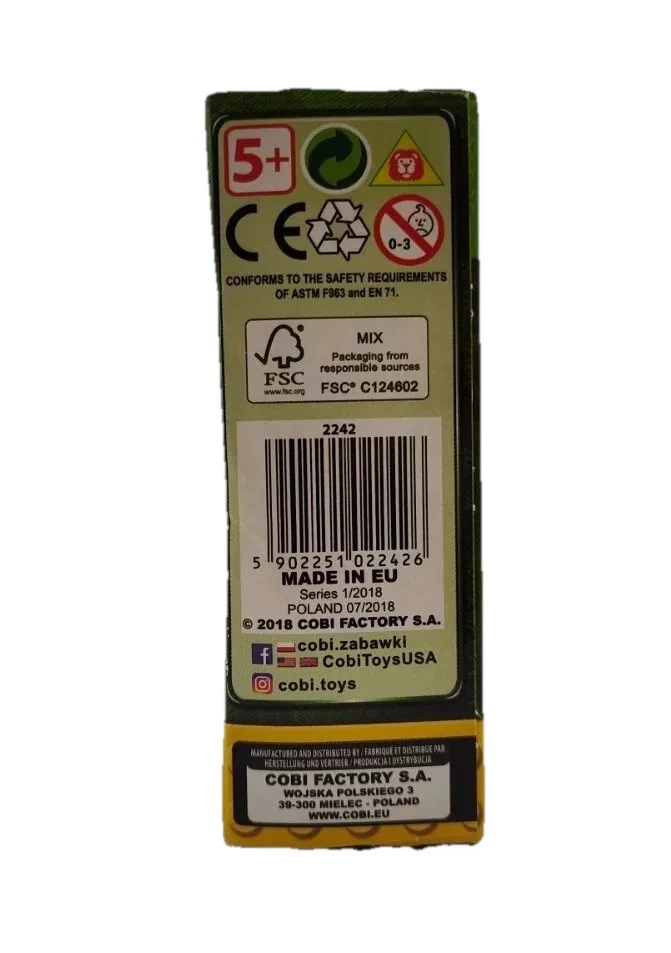 5+
CE
0-3
CONFORMS TO THE SAFETY REQUIREMENTS
OF ASTM F963 and EN 71.
FSC®
www.fsc.org
MIX
Packaging from
responsible sources
FSC® C124602
2242
5 902251 022426
MADE IN EU
Series 1/2018
POLAND 07/2018
© 2018 COBI FACTORY S.A.
cobi.zabawki
CobiToysUSA
cobi.toys
MANUFACTURED AND DISTRIBUTED BY / FABRIQUÉ ET DISTRIBUE PAR
HERSTELLUNG UND VERTRIEB / PRODUKCJA I DYSTRYBUCJA
COBI FACTORY S.A.
WOJSKA POLSKIEGO 3
39-300 MIELEC - POLAND
WWW.COBI.EU